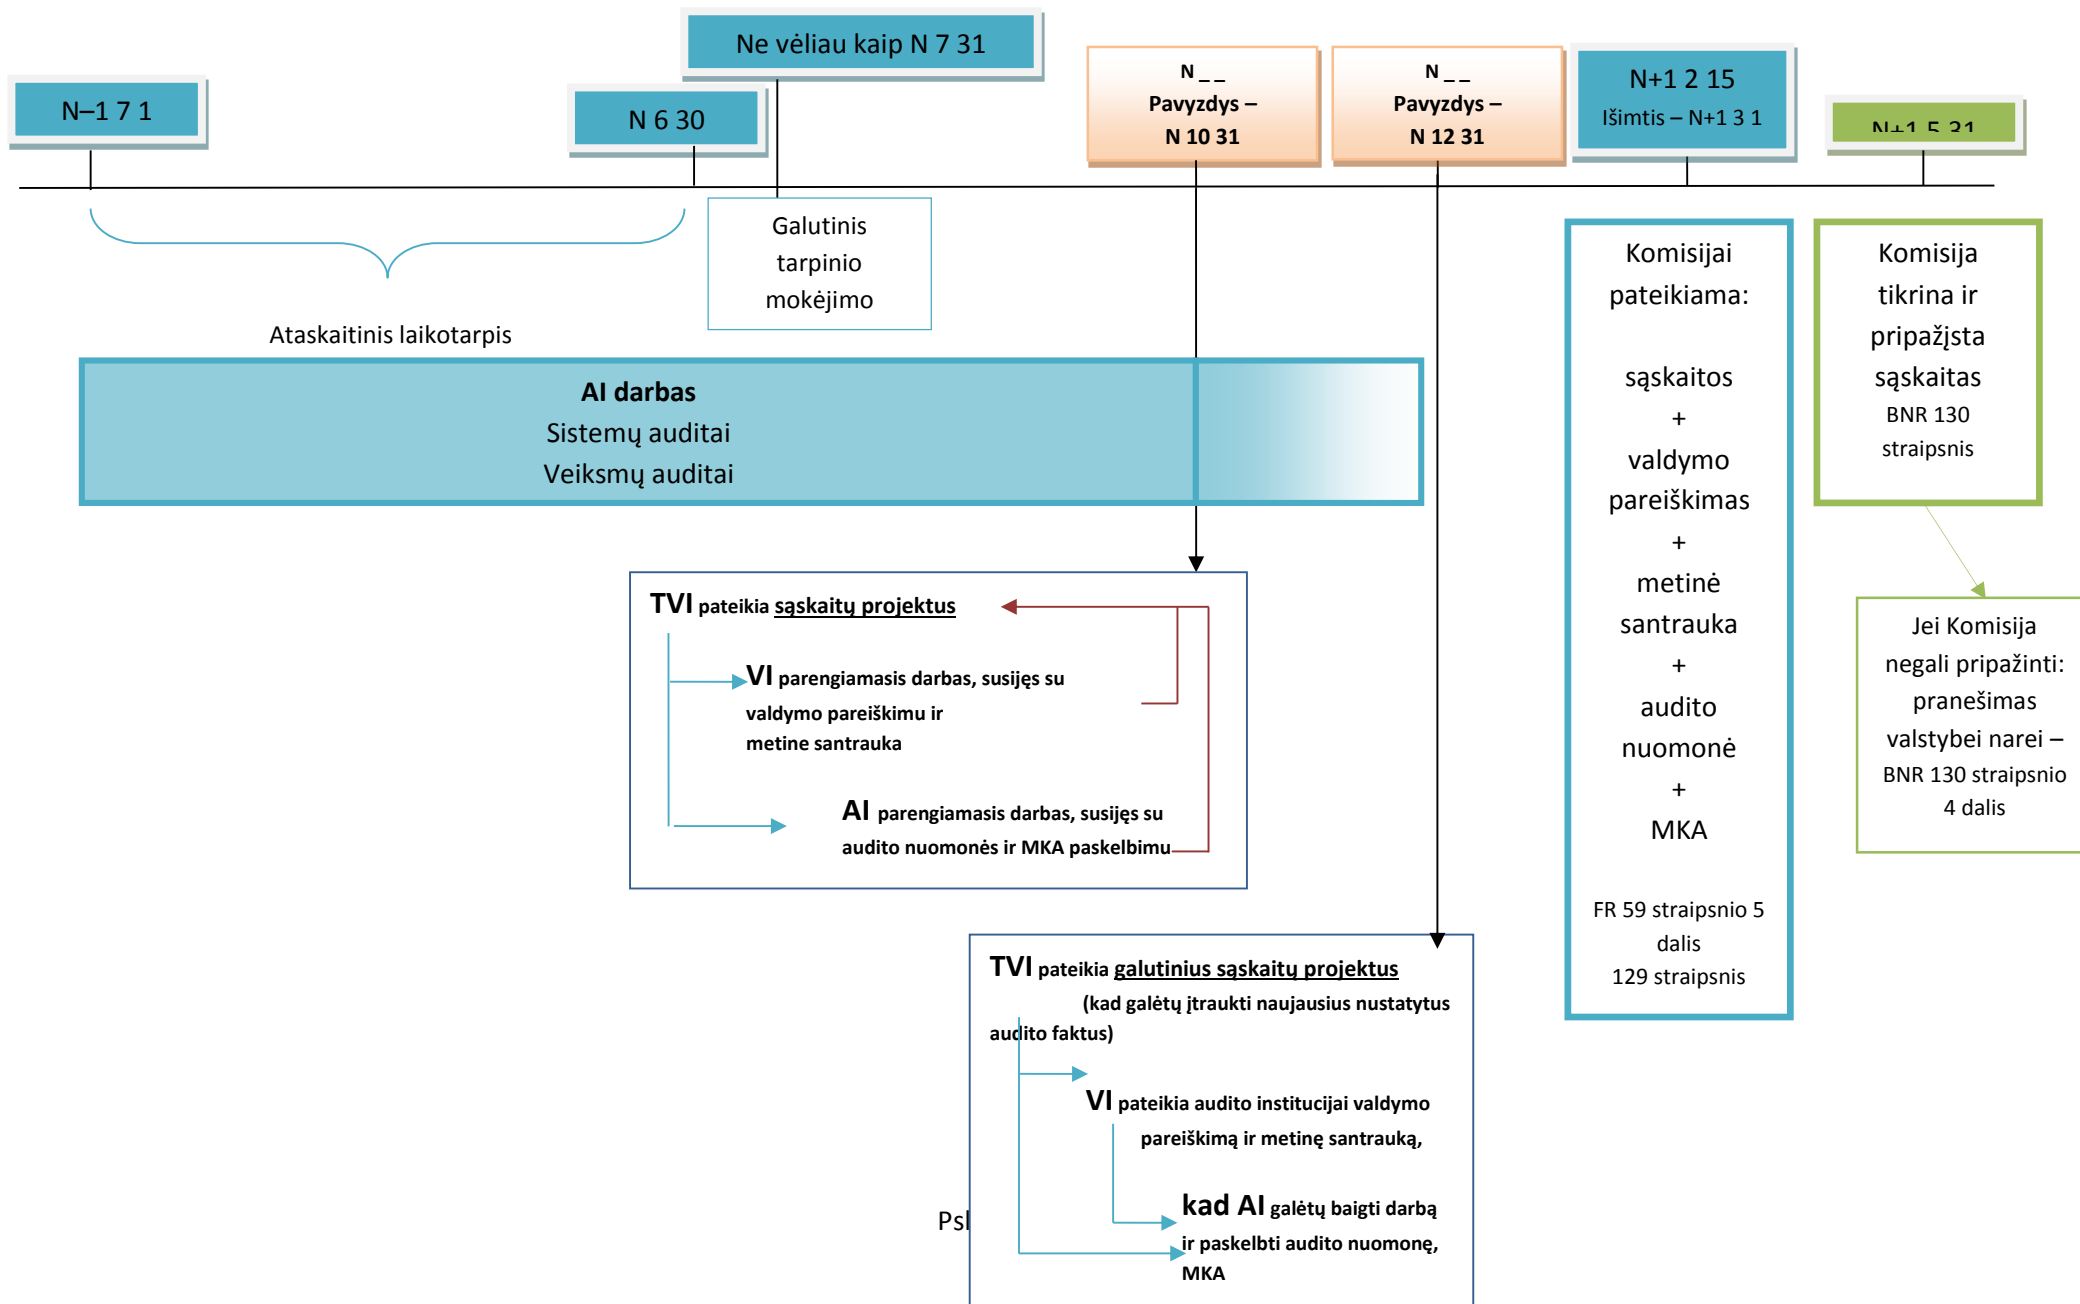 Ne vėliau kaip N 7 31
N–1 7 1
N 6 30
N _ _
Pavyzdys –
N 10 31
N _ _
Pavyzdys –
N 12 31
N+1 2 15
Išimtis – N+1 3 1
N+1 5 31
Galutinis
tarpinio
mokėjimo
Ataskaitinis laikotarpis
AI darbas
Sistemų auditai
Veiksmų auditai
Komisijai
pateikiama:
sąskaitos
+
valdymo
pareiškimas
+
metinė
santrauka
+
audito
nuomonė
+
MKA
FR 59 straipsnio 5
dalis
129 straipsnis
Komisija
tikrina ir
pripažįsta
sąskaitas
BNR 130
straipsnis
Jei Komisija
negali pripažinti:
pranešimas
valstybei narei –
BNR 130 straipsnio
4 dalis
TVI pateikia sąskaitų projektus
VI parengiamasis darbas, susijęs su
valdymo pareiškimu ir
metine santrauka
AI parengiamasis darbas, susijęs su
audito nuomonės ir MKA paskelbimu
TVI pateikia galutinius sąskaitų projektus
(kad galėtų įtraukti naujausius nustatytus
audito faktus)
VI pateikia audito institucijai valdymo
pareiškimą ir metinę santrauką,
kad AI galėtų baigti darbą
ir paskelbti audito nuomonę,
MKA
Psl